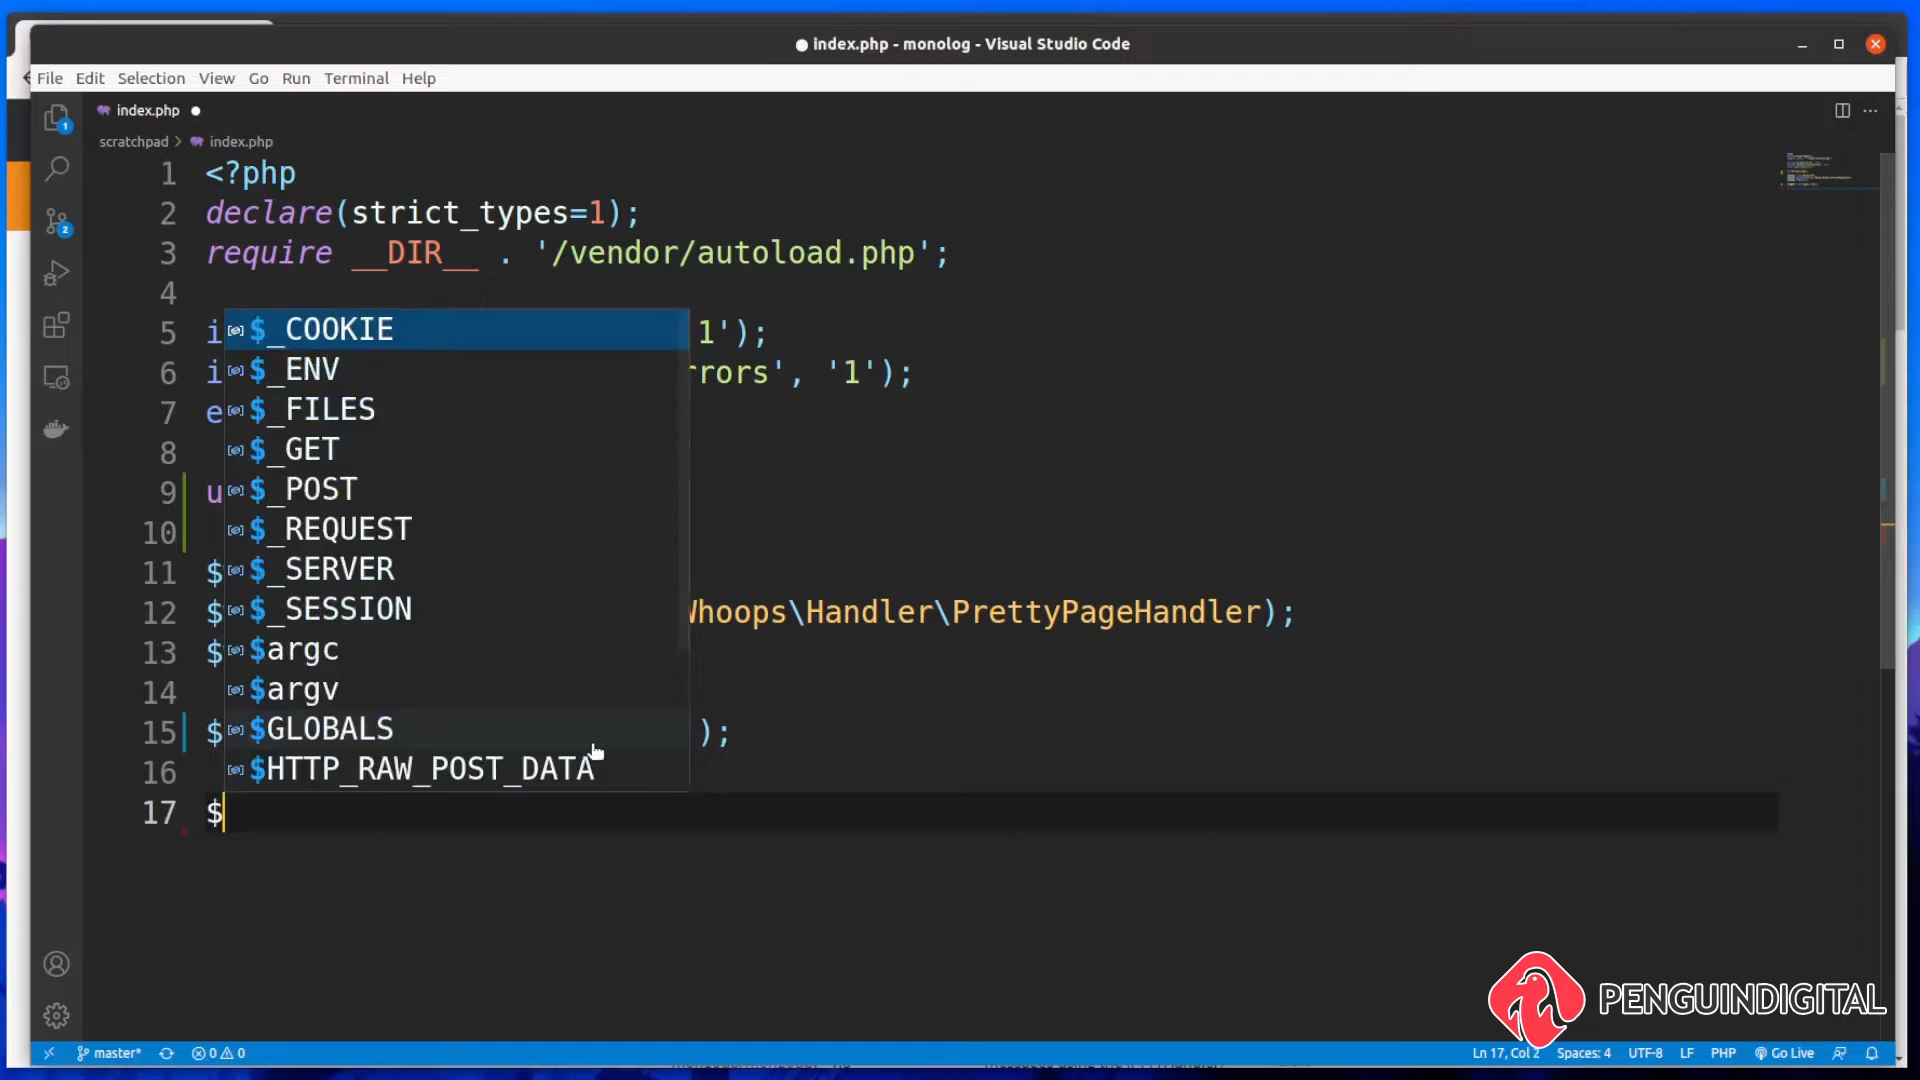 index.php - monolog - Visual Studio Code
File Edit Selection View Go Run Terminal Help
index.php
scratchpad > index.php
1 <?php
2 declare(strict_types=1);
3 require __DIR__ . '/vendor/autoload.php';
4
5 i 1');
6 i rrors', '1');
7 e
8
9 u
10
11 $
12 $ Whoops\Handler\PrettyPageHandler);
13 $
14
15 $ );
16
17 $
$_COOKIE
$_ENV
$_FILES
$_GET
$_POST
$_REQUEST
$_SERVER
$_SESSION
$argc
$argv
$GLOBALS
$HTTP_RAW_POST_DATA
1
2
PENGUINDIGITAL
master* 0 0 Ln 17, Col 2 Spaces: 4 UTF-8 LF PHP Go Live